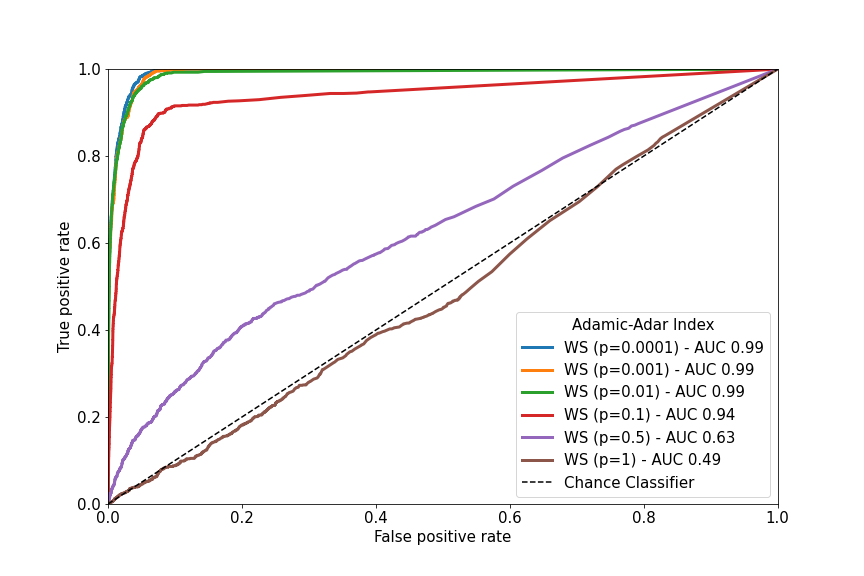 1.0
0.8
0.6
0.4
0.2
0.0
True positive rate
0.0 0.2 0.4 0.6 0.8 1.0
False positive rate
Adamic-Adar Index
WS (p=0.0001) - AUC 0.99
WS (p=0.001) - AUC 0.99
WS (p=0.01) - AUC 0.99
WS (p=0.1) - AUC 0.94
WS (p=0.5) - AUC 0.63
WS (p=1) - AUC 0.49
Chance Classifier